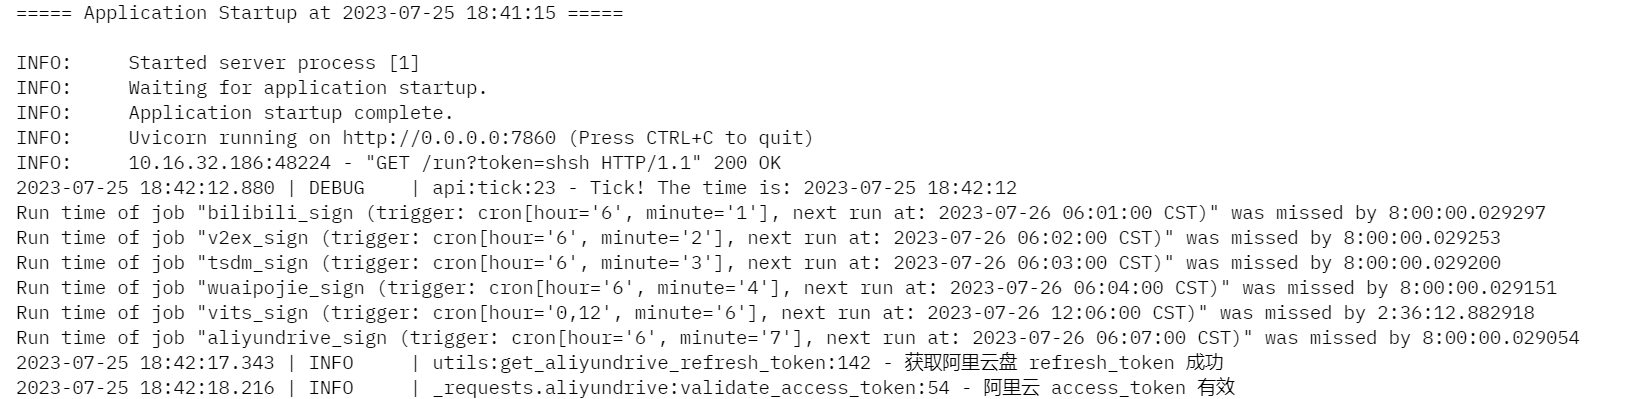 ===== Application Startup at 2023-07-25 18:41:15 =====
INFO:     Started server process [1]
INFO:     Waiting for application startup.
INFO:     Application startup complete.
INFO:     Uvicorn running on http://0.0.0.0:7860 (Press CTRL+C to quit)
INFO:     10.16.32.186:48224 - "GET /run?token=shsh HTTP/1.1" 200 OK
2023-07-25 18:42:12.880 | DEBUG    | api:tick:23 - Tick! The time is: 2023-07-25 18:42:12
Run time of job "bilibili_sign (trigger: cron[hour='6', minute='1'], next run at: 2023-07-26 06:01:00 CST)" was missed by 8:00:00.029297
Run time of job "v2ex_sign (trigger: cron[hour='6', minute='2'], next run at: 2023-07-26 06:02:00 CST)" was missed by 8:00:00.029253
Run time of job "tsdm_sign (trigger: cron[hour='6', minute='3'], next run at: 2023-07-26 06:03:00 CST)" was missed by 8:00:00.029200
Run time of job "wuaipojie_sign (trigger: cron[hour='6', minute='4'], next run at: 2023-07-26 06:04:00 CST)" was missed by 8:00:00.029151
Run time of job "vits_sign (trigger: cron[hour='0,12', minute='6'], next run at: 2023-07-26 12:06:00 CST)" was missed by 2:36:12.882918
Run time of job "aliyundrive_sign (trigger: cron[hour='6', minute='7'], next run at: 2023-07-26 06:07:00 CST)" was missed by 8:00:00.029054
2023-07-25 18:42:17.343 | INFO     | utils:get_aliyundrive_refresh_token:142 - 获取阿里云盘 refresh_token 成功
2023-07-25 18:42:18.216 | INFO     | _requests.aliyundrive:validate_access_token:54 - 阿里云 access_token 有效